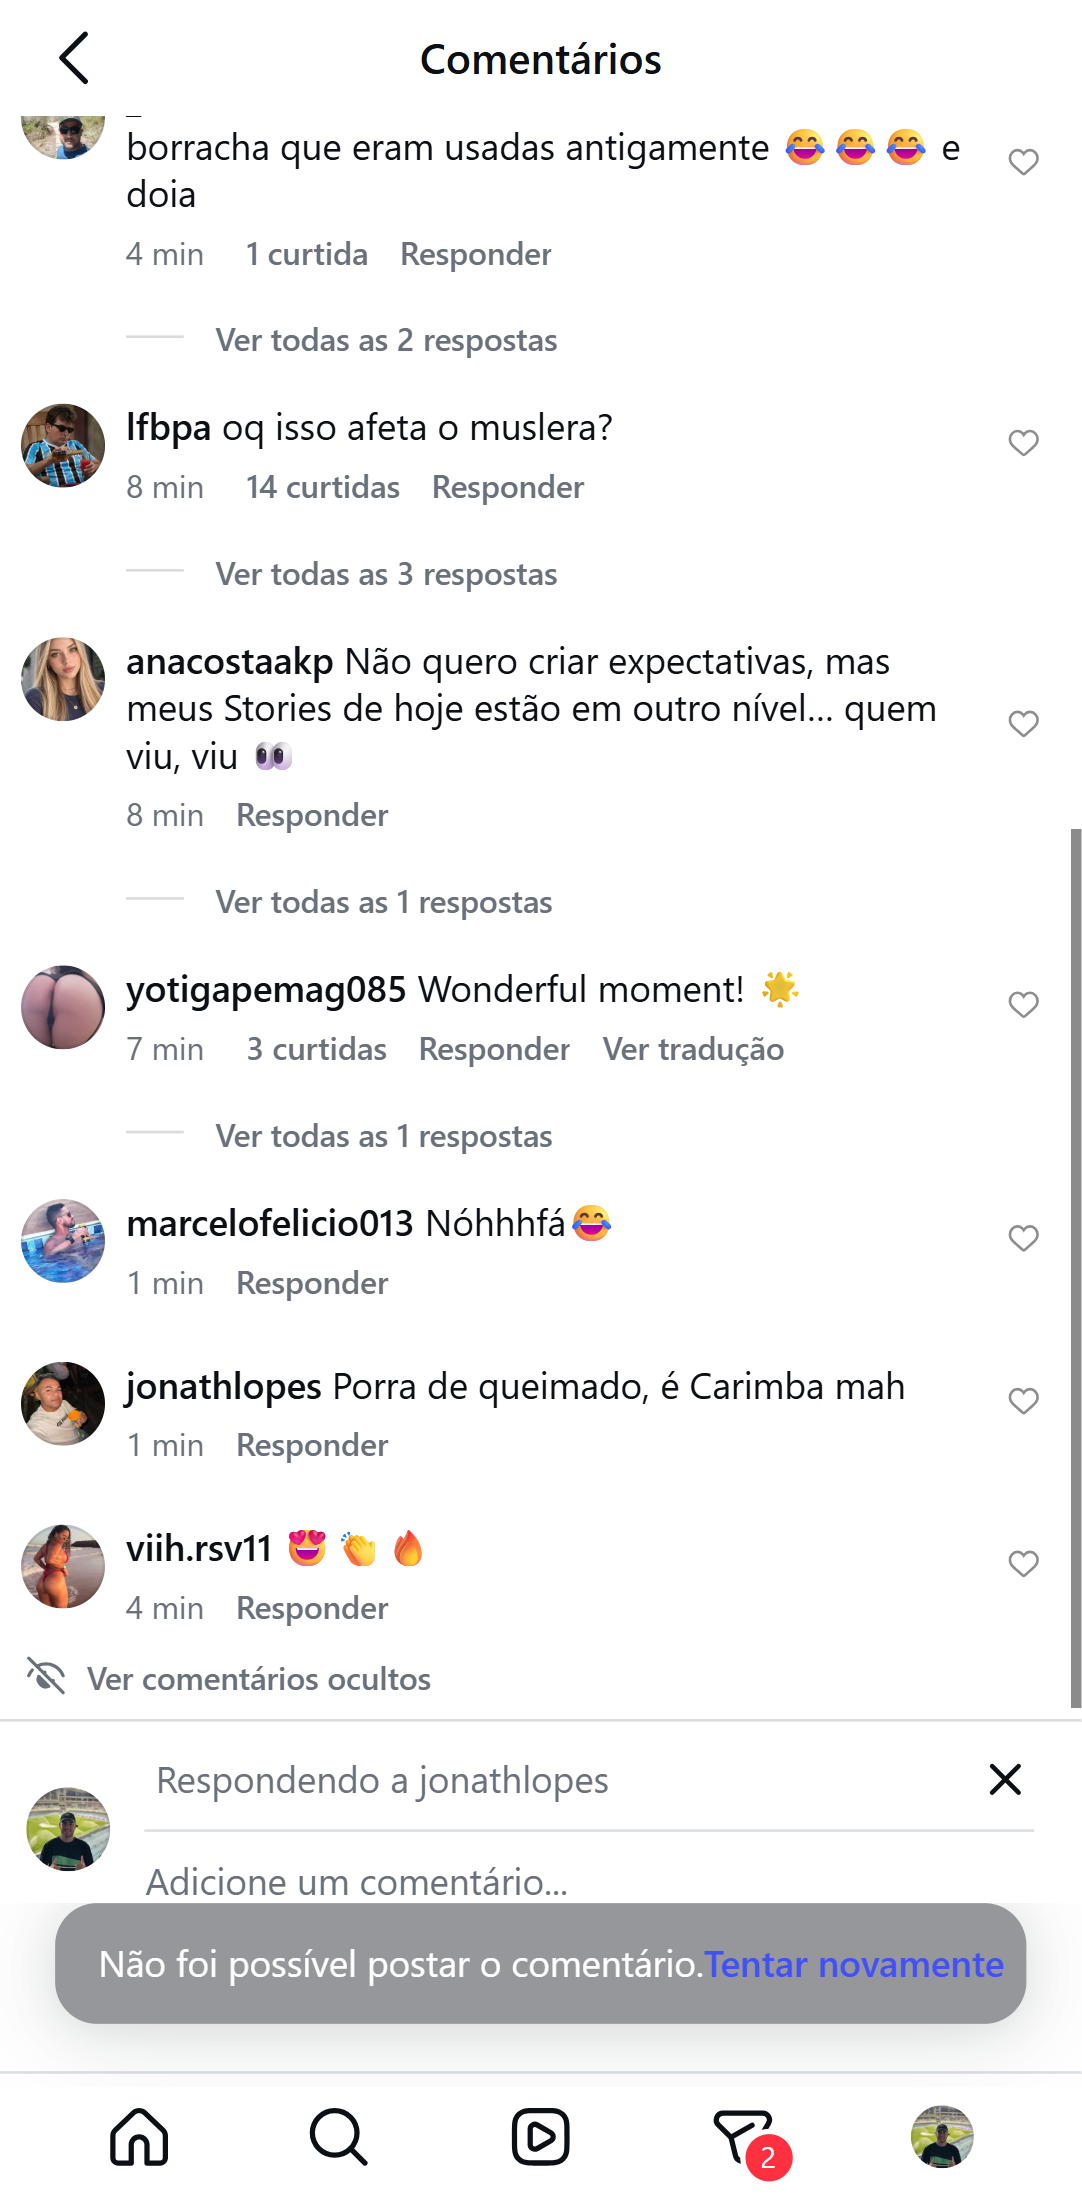 Comentários
borracha que eram usadas antigamente 😂😂😂 e
doia
4 min 1 curtida Responder
Ver todas as 2 respostas
lfbpa oq isso afeta o muslera?
8 min 14 curtidas Responder
Ver todas as 3 respostas
anacostaakp Não quero criar expectativas, mas
meus Stories de hoje estão em outro nível... quem
viu, viu 👀
8 min Responder
Ver todas as 1 respostas
yotigapemag085 Wonderful moment! 🌟
7 min 3 curtidas Responder Ver tradução
Ver todas as 1 respostas
marcelofelicio013 Nóhhhfá😂
1 min Responder
jonathlopes Porra de queimado, é Carimba mah
1 min Responder
viih.rsv11 😍👏🔥
4 min Responder
Ver comentários ocultos
Respondendo a jonathlopes
Adicione um comentário...
Não foi possível postar o comentário.Tentar novamente
2